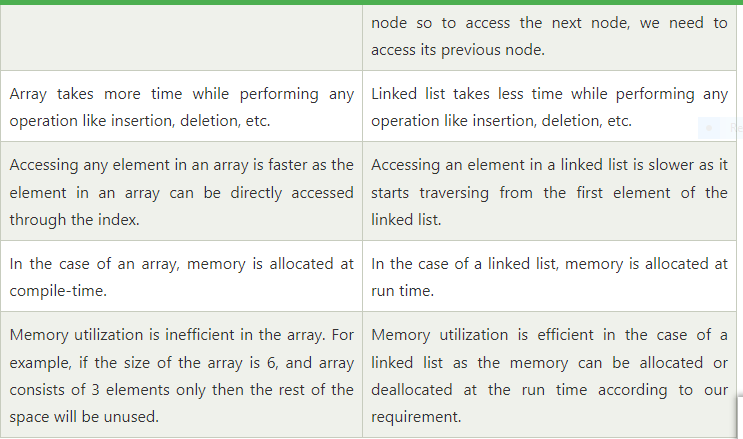 node so to access the next node, we need to
access its previous node.
Array takes more time while performing any
operation like insertion, deletion, etc.
Linked list takes less time while performing any
operation like insertion, deletion, etc.
Accessing any element in an array is faster as the
element in an array can be directly accessed
through the index.
Accessing an element in a linked list is slower as it
starts traversing from the first element of the
linked list.
In the case of an array, memory is allocated at
compile-time.
In the case of a linked list, memory is allocated at
run time.
Memory utilization is inefficient in the array. For
example, if the size of the array is 6, and array
consists of 3 elements only then the rest of the
space will be unused.
Memory utilization is efficient in the case of a
linked list as the memory can be allocated or
deallocated at the run time according to our
requirement.